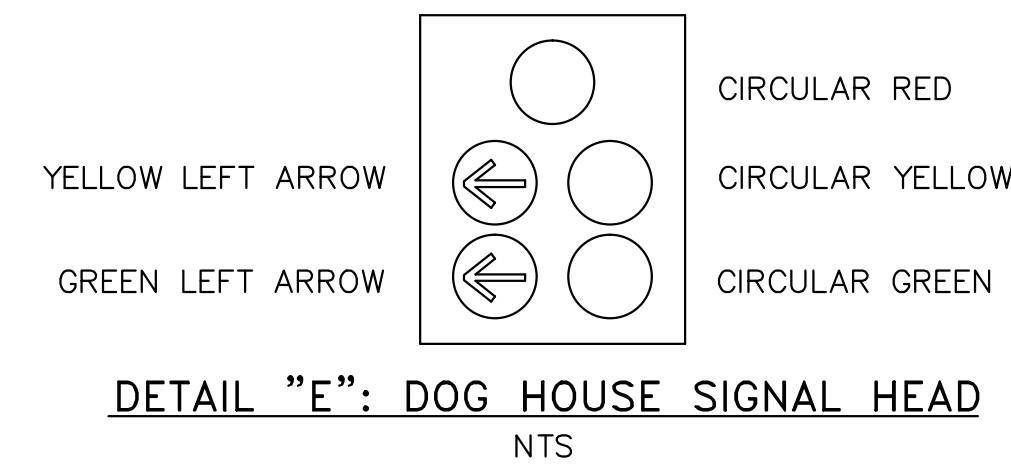 CIRCULAR RED
YELLOW LEFT ARROW
CIRCULAR YELLOW
GREEN LEFT ARROW
CIRCULAR GREEN
DETAIL "E": DOG HOUSE SIGNAL HEAD
NTS